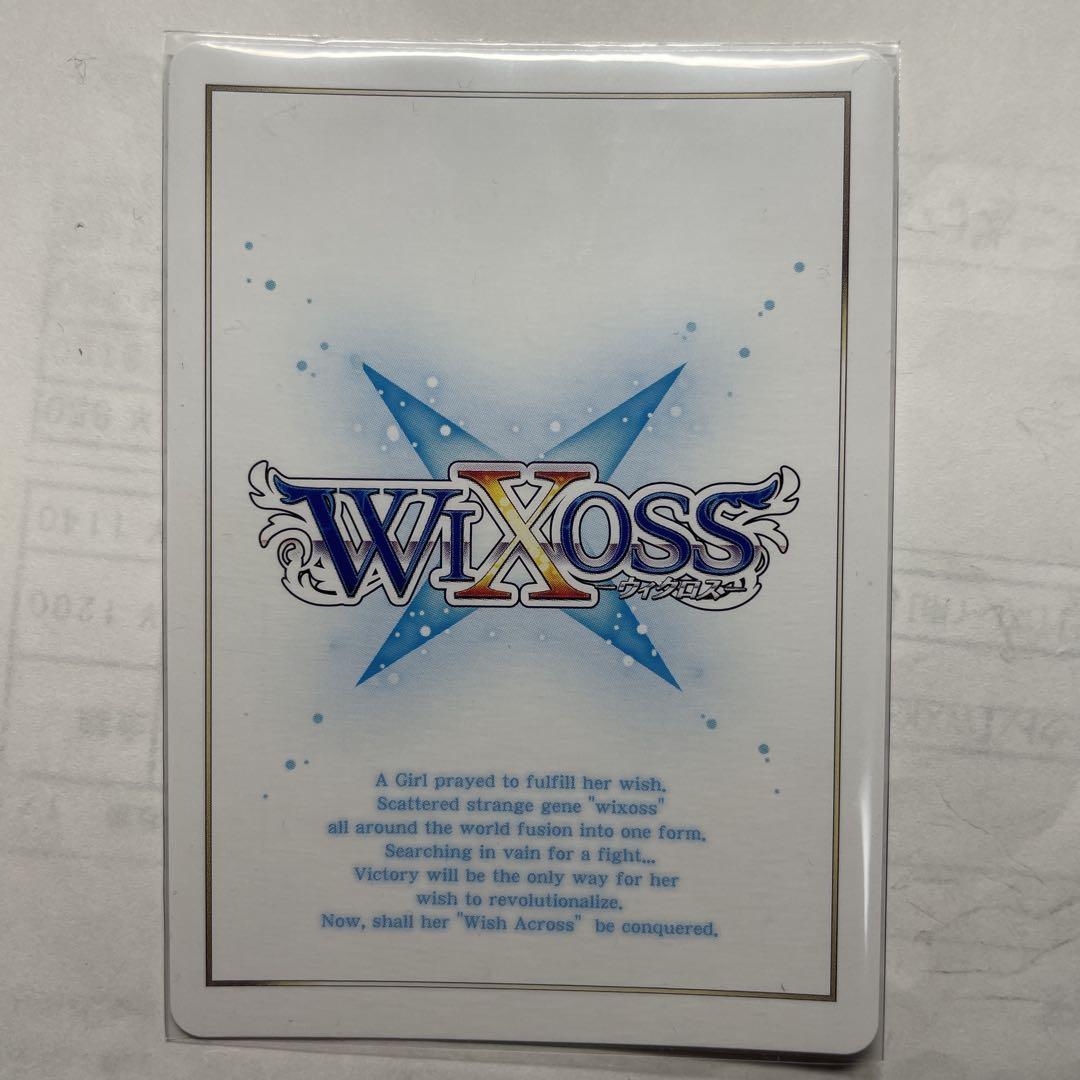 WIXOSS
ーウィクロスー
A Girl prayed to fulfill her wish.
Scattered strange gene "wixoss"
all around the world fusion into one form.
Searching in vain for a fight...
Victory will be the only way for her
wish to revolutionalize.
Now, shall her "Wish Across" be conquered.